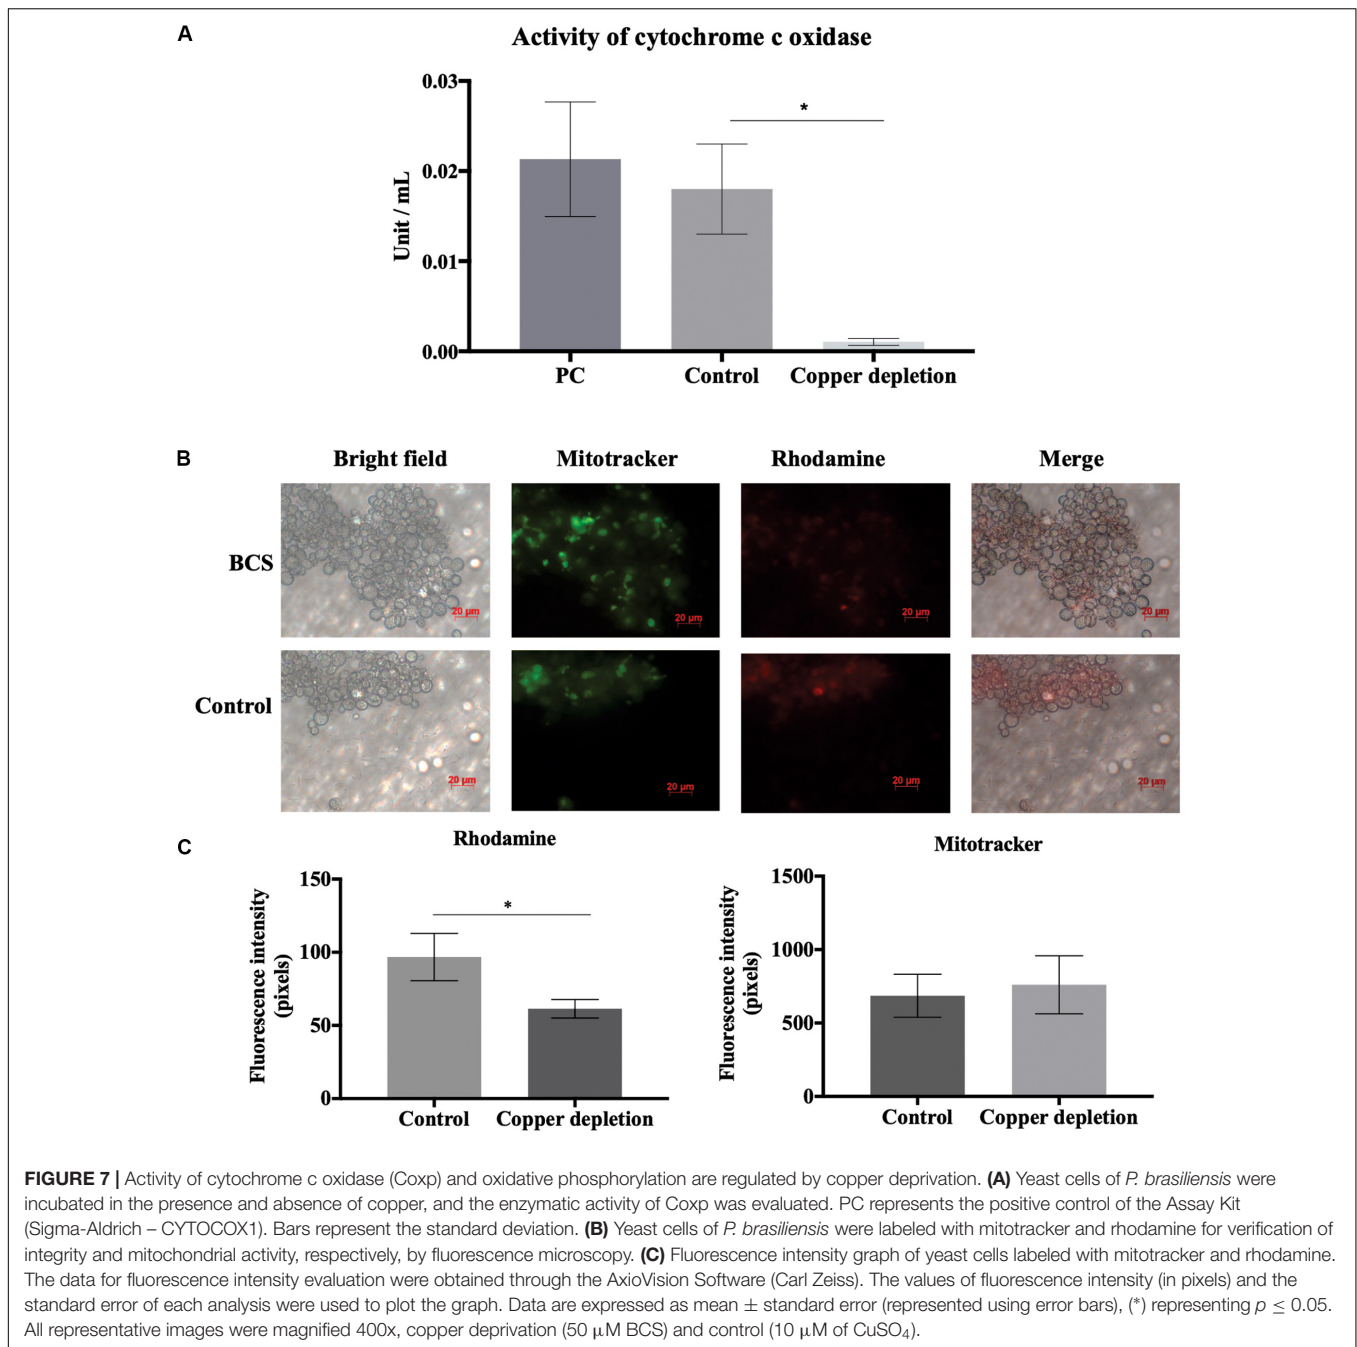 A
Activity of cytochrome c oxidase
0.03
*
0.02
Unit / mL
0.01
0.00
PC Control Copper depletion
B
Bright field Mitotracker Rhodamine Merge
BCS
20 μm 20 μm 20 μm 20 μm
Control
20 μm 20 μm 20 μm 20 μm
C
Rhodamine
150
*
100
Fluorescence intensity
(pixels)
50
0
Control Copper depletion
Mitotracker
1500
1000
Fluorescence intensity
(pixels)
500
0
Control Copper depletion
FIGURE 7 | Activity of cytochrome c oxidase (Coxp) and oxidative phosphorylation are regulated by copper deprivation. (A) Yeast cells of P. brasiliensis were
incubated in the presence and absence of copper, and the enzymatic activity of Coxp was evaluated. PC represents the positive control of the Assay Kit
(Sigma-Aldrich – CYTOCOX1). Bars represent the standard deviation. (B) Yeast cells of P. brasiliensis were labeled with mitotracker and rhodamine for verification of
integrity and mitochondrial activity, respectively, by fluorescence microscopy. (C) Fluorescence intensity graph of yeast cells labeled with mitotracker and rhodamine.
The data for fluorescence intensity evaluation were obtained through the AxioVision Software (Carl Zeiss). The values of fluorescence intensity (in pixels) and the
standard error of each analysis were used to plot the graph. Data are expressed as mean ± standard error (represented using error bars), (*) representing p ≤ 0.05.
All representative images were magnified 400x, copper deprivation (50 μM BCS) and control (10 μM of CuSO₄).